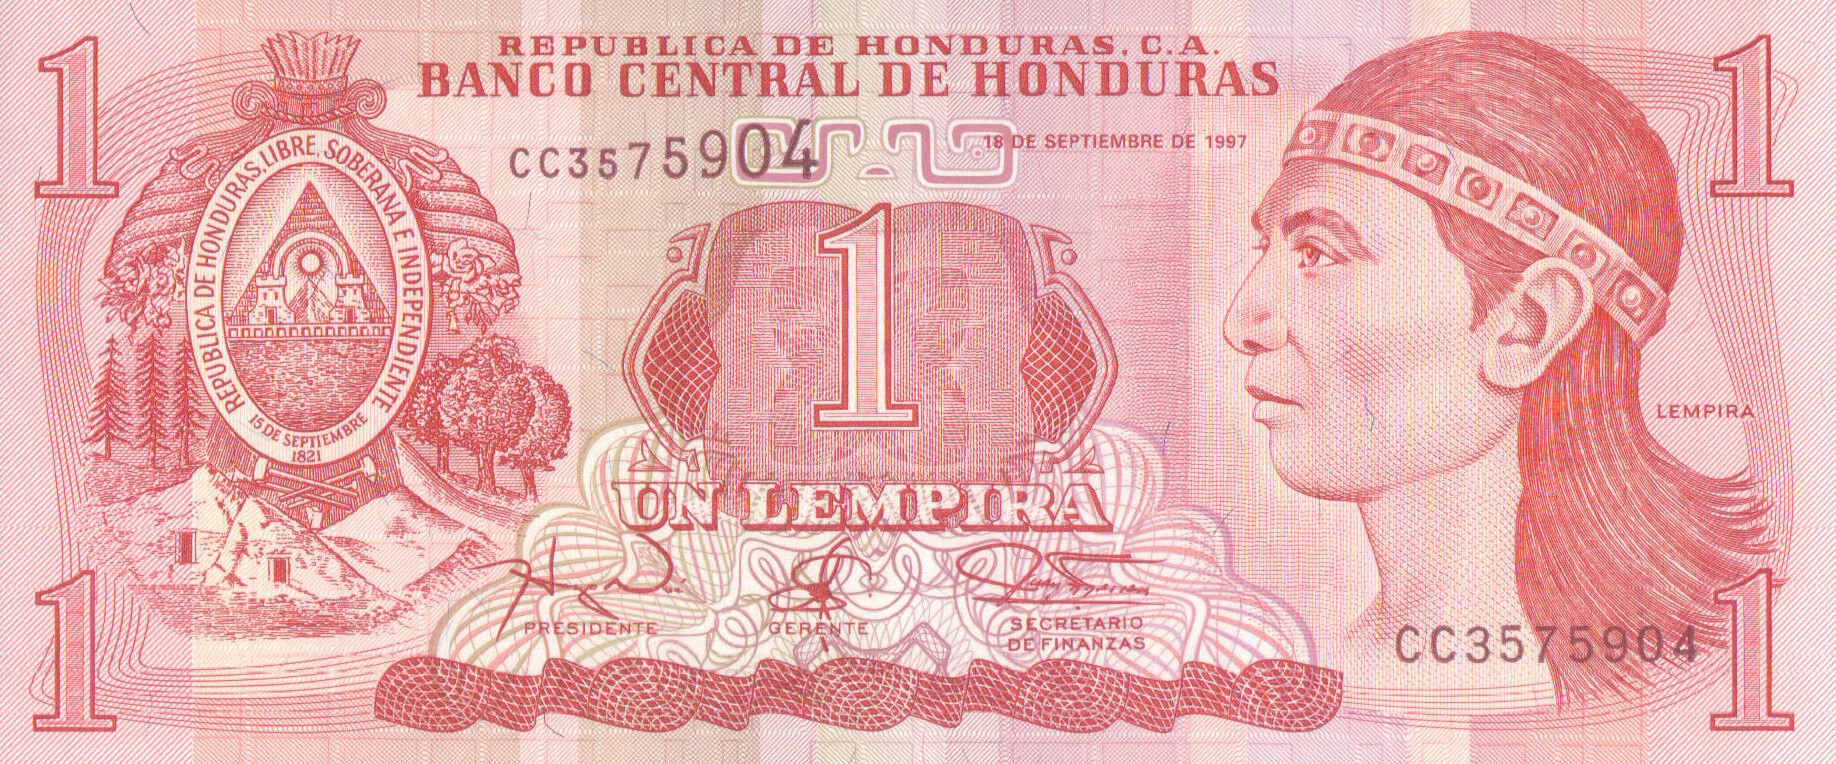 1
1
REPUBLICA DE HONDURAS, C.A.
BANCO CENTRAL DE HONDURAS
CC3575904
18 DE SEPTIEMBRE DE 1997
REPUBLICA DE HONDURAS, LIBRE, SOBERANA E INDEPENDIENTE
15 DE SEPTIEMBRE
1821
1
LEMPIRA
UN LEMPIRA
PRESIDENTE
GERENTE
SECRETARIO
DE FINANZAS
CC3575904
1
1